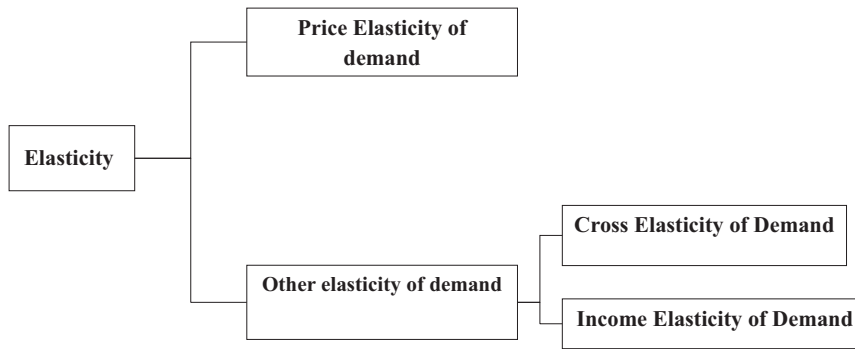 Price Elasticity of
demand
Elasticity
Cross Elasticity of Demand
Other elasticity of demand
Income Elasticity of Demand